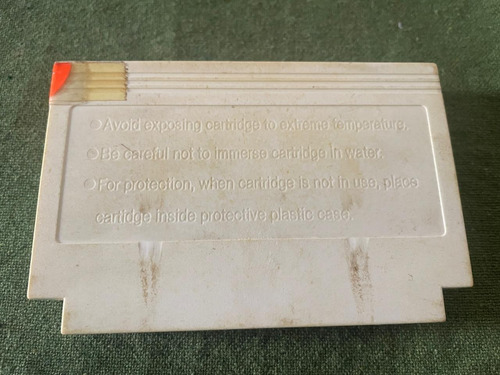 ○Avoid exposing cartridge to extreme temperature.
○Be careful not to immerse cartridge in water.
○For protection, when cartridge is not in use, place
cartidge inside protective plastic case.